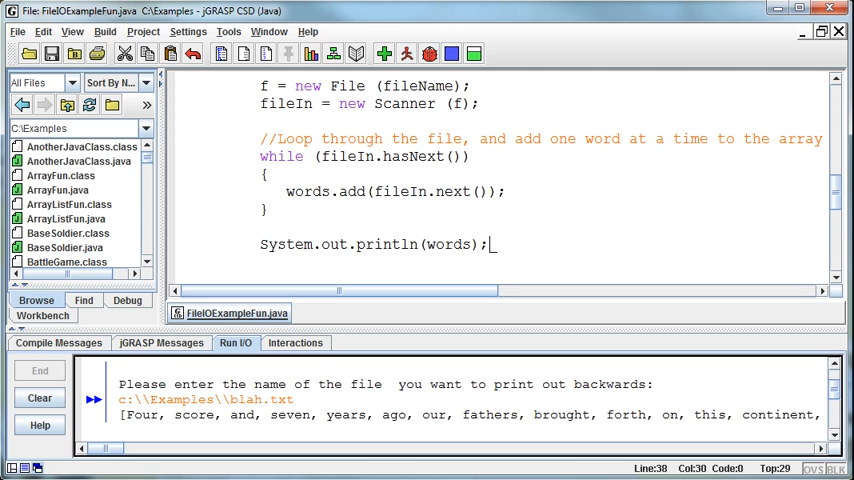 File: FileIOExampleFun.java  C:\Examples - jGRASP CSD (Java)
File Edit View Build Project Settings Tools Window Help
All Files Sort By N...
C:\Examples
AnotherJavaClass.class
AnotherJavaClass.java
ArrayFun.class
ArrayFun.java
ArrayListFun.class
ArrayListFun.java
BaseSoldier.class
BaseSoldier.java
BattleGame.class
Browse Find Debug
Workbench
f = new File (fileName);
fileIn = new Scanner (f);
//Loop through the file, and add one word at a time to the array
while (fileIn.hasNext())
{
words.add(fileIn.next());
}
System.out.println(words);
FileIOExampleFun.java
Compile Messages jGRASP Messages Run I/O Interactions
End
Clear
Help
Please enter the name of the file  you want to print out backwards:
c:\\Examples\\blah.txt
[Four, score, and, seven, years, ago, our, fathers, brought, forth, on, this, continent,
Line:38 Col:30 Code:0 Top:29 OVS BLK